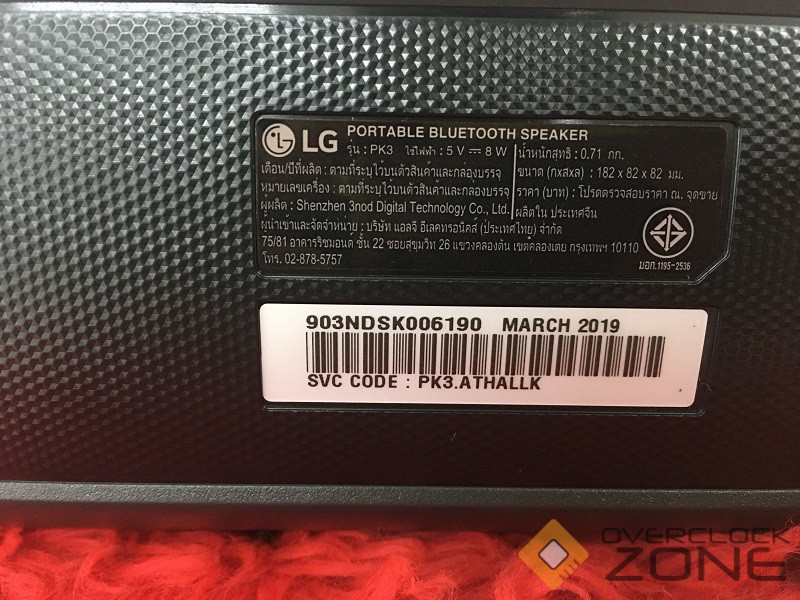 LG PORTABLE BLUETOOTH SPEAKER
รุ่น : PK3 ใช้ไฟฟ้า : 5 V ⎓ 8 W
เดือน/ปีที่ผลิต : ตามที่ระบุไว้บนตัวสินค้าและกล่องบรรจุ
หมายเลขเครื่อง : ตามที่ระบุไว้บนตัวสินค้าและกล่องบรรจุ
ผู้ผลิต : Shenzhen 3nod Digital Technology Co., Ltd.
น้ำหนักสุทธิ : 0.71 กก.
ขนาด (กxสxล) : 182 x 82 x 82 มม.
ราคา (บาท) : โปรดตรวจสอบราคา ณ. จุดขาย
ผลิตใน ประเทศจีน
ผู้นำเข้าและจัดจำหน่าย : บริษัท แอลจี อีเลคทรอนิคส์ (ประเทศไทย) จำกัด
75/81 อาคารริชมอนด์ ชั้น 22 ซอยสุขุมวิท 26 แขวงคลองตัน เขตคลองเตย กรุงเทพฯ 10110
โทร. 02-878-5757
มอก.1195-2536
903NDSK006190 MARCH 2019
SVC CODE : PK3.ATHALLK
OVERCLOCK
ZONE